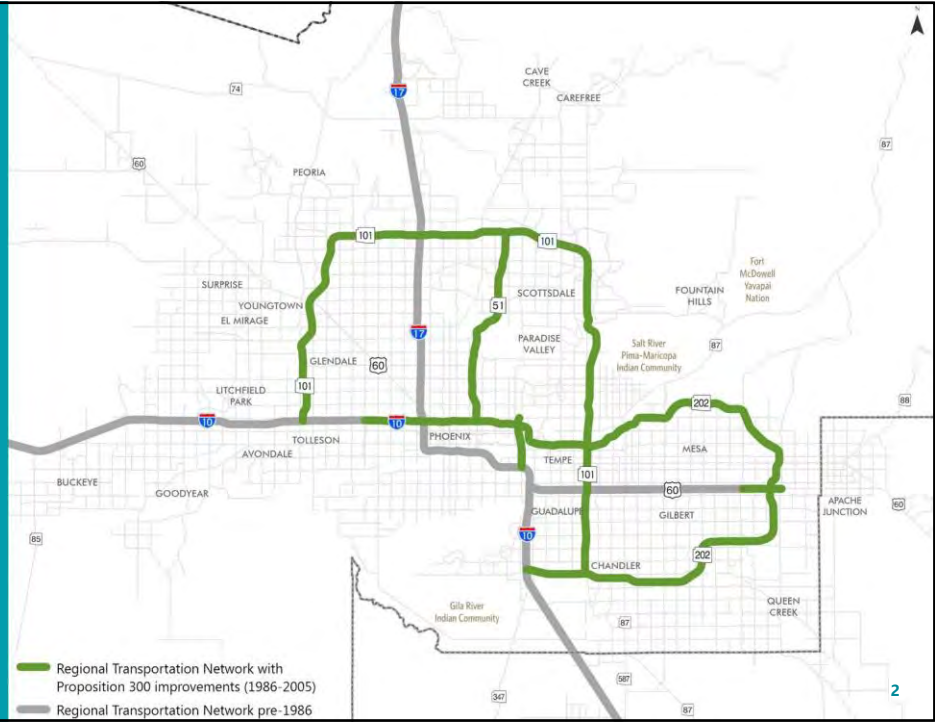 N
17
CAVE
CREEK
CAREFREE
74
87
60
PEORIA
101
101
Fort
McDowell
Yavapai
Nation
SURPRISE
SCOTTSDALE
FOUNTAIN
HILLS
YOUNGTOWN
51
EL MIRAGE
17
PARADISE
VALLEY
87
Salt River
Pima-Maricopa
Indian Community
GLENDALE
60
101
LITCHFIELD
PARK
88
202
10
10
PHOENIX
TOLLESON
AVONDALE
MESA
TEMPE
101
BUCKEYE
GOODYEAR
60
APACHE
JUNCTION
60
GUADALUPE
GILBERT
10
85
202
CHANDLER
QUEEN
CREEK
Gila River
Indian Community
87
Regional Transportation Network with
Proposition 300 improvements (1986-2005)
587
2
347
87
Regional Transportation Network pre-1986